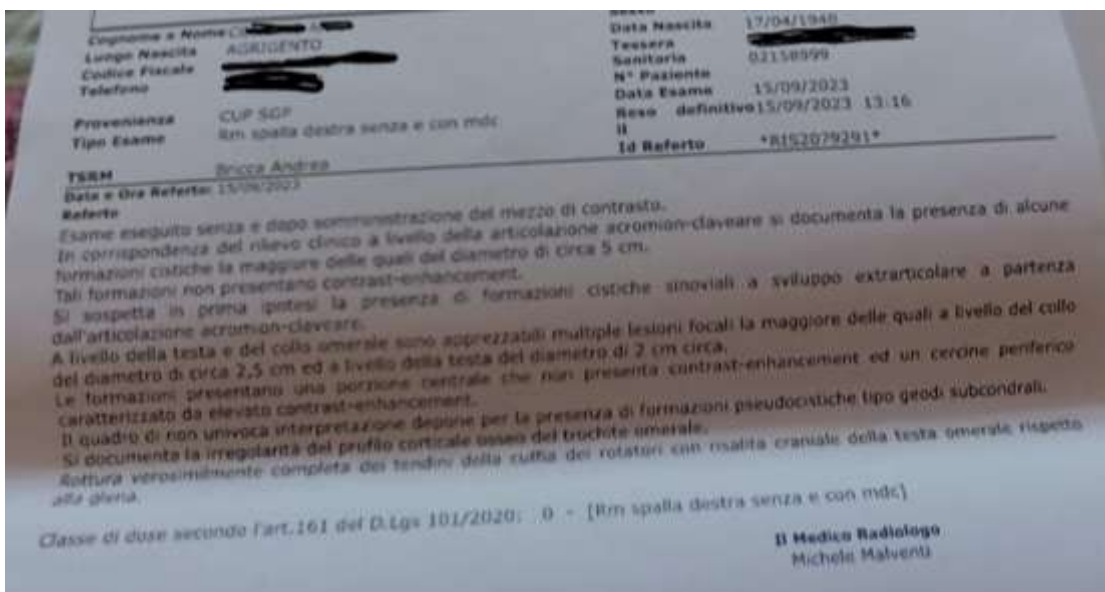 Cognome e Nome
Luogo Nascita AGRIGENTO
Codice Fiscale
Telefono
Data Nascita 17/04/1940
Tessera
Sanitaria
N° Paziente 02158999
Data Esame 15/09/2023
Reso definitivo 15/09/2023 13:16
il
Id Referto *RIS2079291*
Provenienza CUP SGP
Tipo Esame Rm spalla destra senza e con mdc
TSRM Bricca Andrea
Data e Ora Referto: 15/09/2023
Referto
Esame eseguito senza e dopo somministrazione del mezzo di contrasto.
In corrispondenza del rilievo clinico a livello della articolazione acromion-claveare si documenta la presenza di alcune
formazioni cistiche la maggiore delle quali del diametro di circa 5 cm.
Tali formazioni non presentano contrast-enhancement.
Si sospetta in prima ipotesi la presenza di formazioni cistiche sinoviali a sviluppo extrarticolare a partenza
dall'articolazione acromion-claveare.
A livello della testa e del collo omerale sono apprezzabili multiple lesioni focali la maggiore delle quali a livello del collo
del diametro di circa 2,5 cm ed a livello della testa del diametro di 2 cm circa.
Le formazioni presentano una porzione centrale che non presenta contrast-enhancement ed un cercine periferico
caratterizzato da elevato contrast-enhancement.
Il quadro di non univoca interpretazione depone per la presenza di formazioni pseudocistiche tipo geodi subcondrali.
Si documenta la irregolarità del profilo corticale osseo del trochite omerale.
Rottura verosimilmente completa dei tendini della cuffia dei rotatori con risalita craniale della testa omerale rispetto
alla glena.
Classe di dose secondo l'art.161 del D.Lgs 101/2020: 0 - [Rm spalla destra senza e con mdc]
Il Medico Radiologo
Michele Malventi